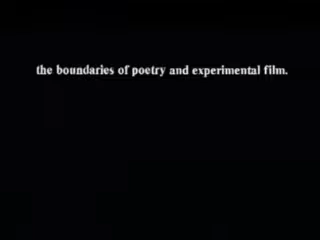 the boundaries of poetry and experimental film.